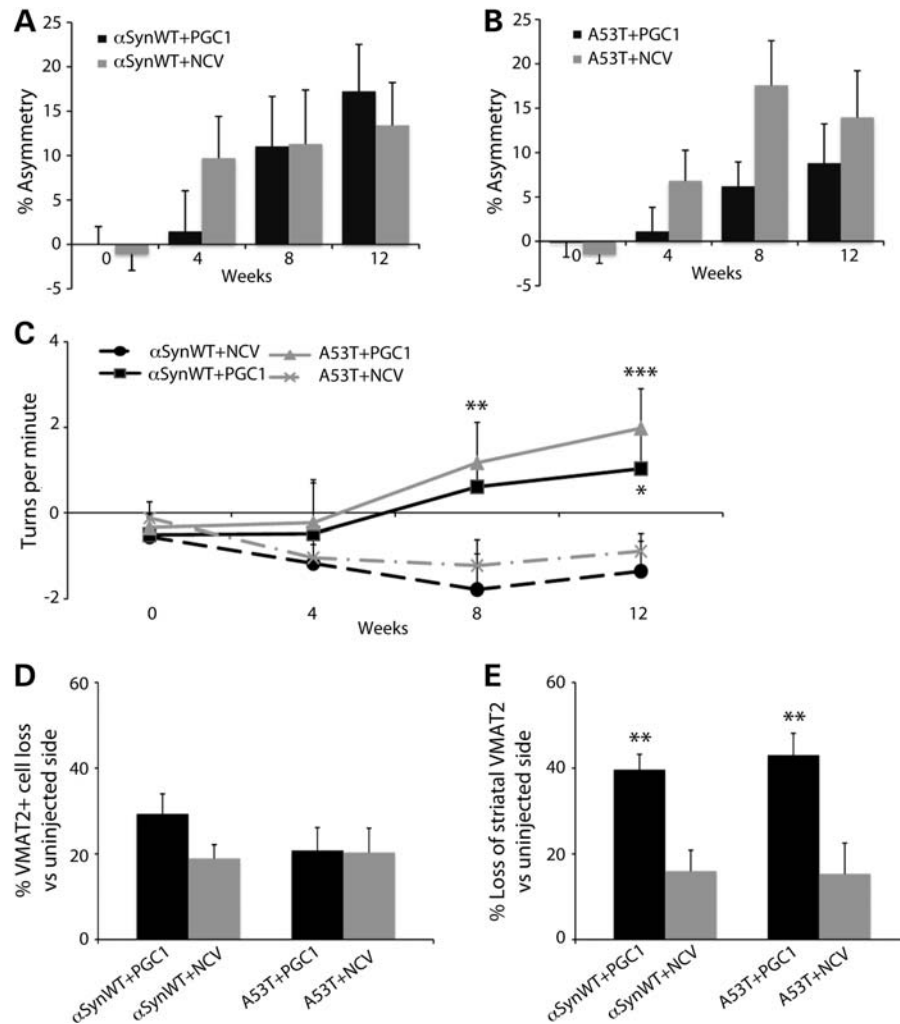 A
B
25
20
15
10
5
0
-5
% Asymmetry
αSynWT+PGC1
αSynWT+NCV
0
4
8
12
Weeks
25
20
15
10
5
0
-5
% Asymmetry
A53T+PGC1
A53T+NCV
0
4
8
12
Weeks
C
4
2
0
-2
Turns per minute
αSynWT+NCV
A53T+PGC1
αSynWT+PGC1
A53T+NCV
**
***
*
0
4
8
12
Weeks
D
60
40
20
0
% VMAT2+ cell loss
vs uninjected side
αSynWT+PGC1
αSynWT+NCV
A53T+PGC1
A53T+NCV
E
60
40
20
0
% Loss of striatal VMAT2
vs uninjected side
**
**
αSynWT+PGC1
αSynWT+NCV
A53T+PGC1
A53T+NCV